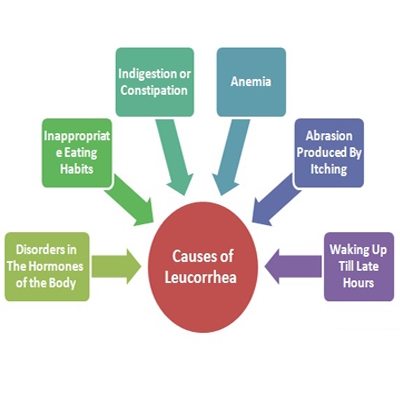 Indigestion or
Constipation
Anemia
Inappropriat
e Eating
Habits
Abrasion
Produced By
Itching
Disorders in
The Hormones
of the Body
Causes of
Leucorrhea
Waking Up
Till Late
Hours